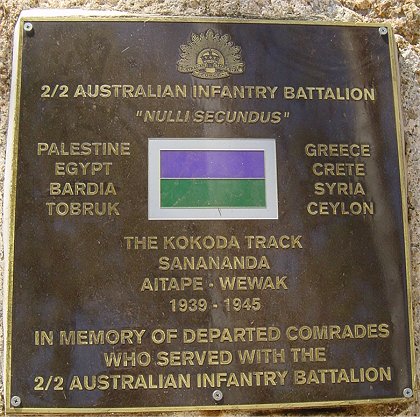 2/2 AUSTRALIAN INFANTRY BATTALION
"NULLI SECUNDUS"
PALESTINE
EGYPT
BARDIA
TOBRUK
GREECE
CRETE
SYRIA
CEYLON
THE KOKODA TRACK
SANANANDA
AITAPE - WEWAK
1939 - 1945
IN MEMORY OF DEPARTED COMRADES
WHO SERVED WITH THE
2/2 AUSTRALIAN INFANTRY BATTALION